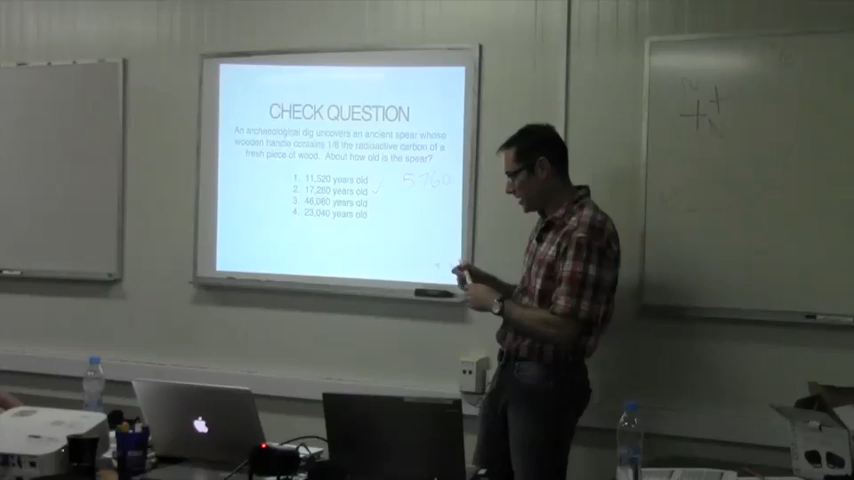 CHECK QUESTION
An archaeological dig uncovers an ancient spear whose
wooden handle contains 1/8 the radioactive carbon of a
fresh piece of wood. About how old is the spear?
1. 11,520 years old
2. 17,280 years old
3. 46,080 years old
4. 23,040 years old
5760